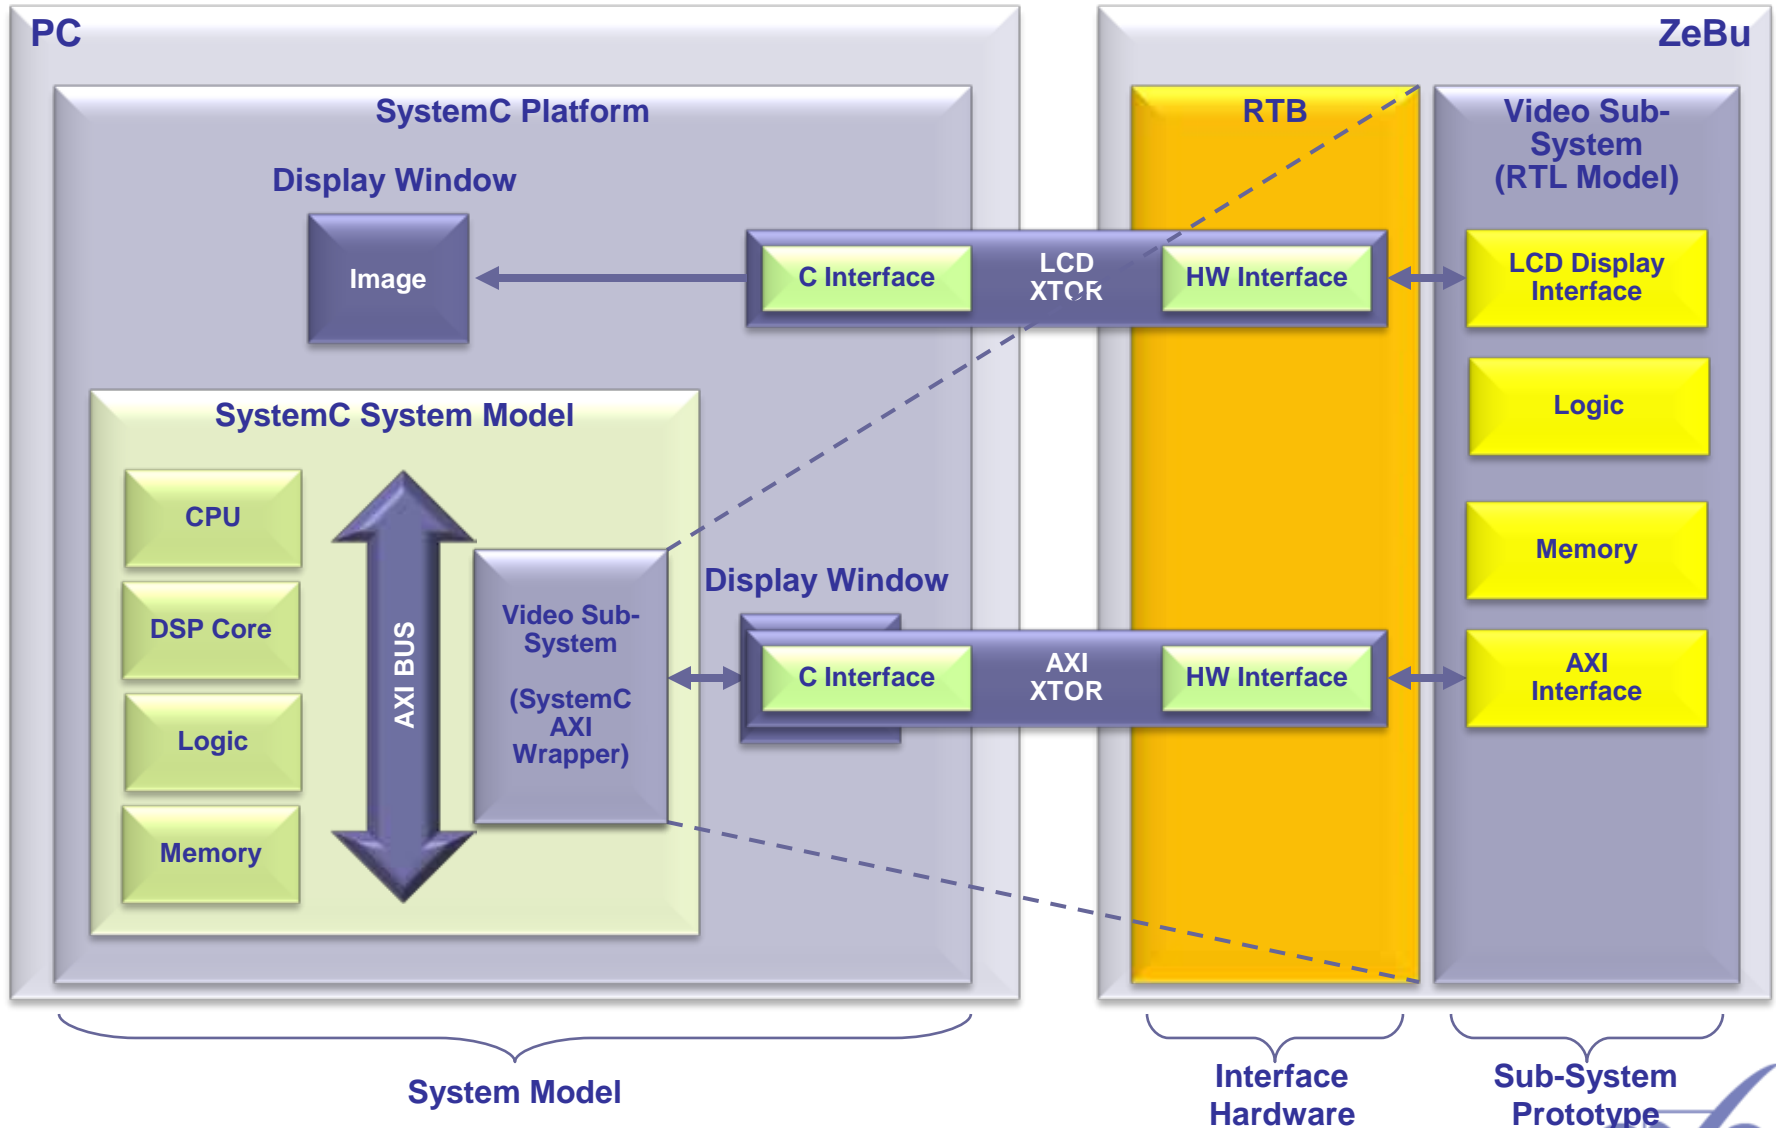 PC
ZeBu
SystemC Platform
RTB
Video Sub-
System
(RTL Model)
Display Window
Image
C Interface
LCD
XTOR
HW Interface
LCD Display
Interface
Logic
Memory
SystemC System Model
CPU
DSP Core
Logic
Memory
AXI BUS
Video Sub-
System
(SystemC
AXI
Wrapper)
Display Window
C Interface
AXI
XTOR
HW Interface
AXI
Interface
System Model
Interface
Hardware
Sub-System
Prototype